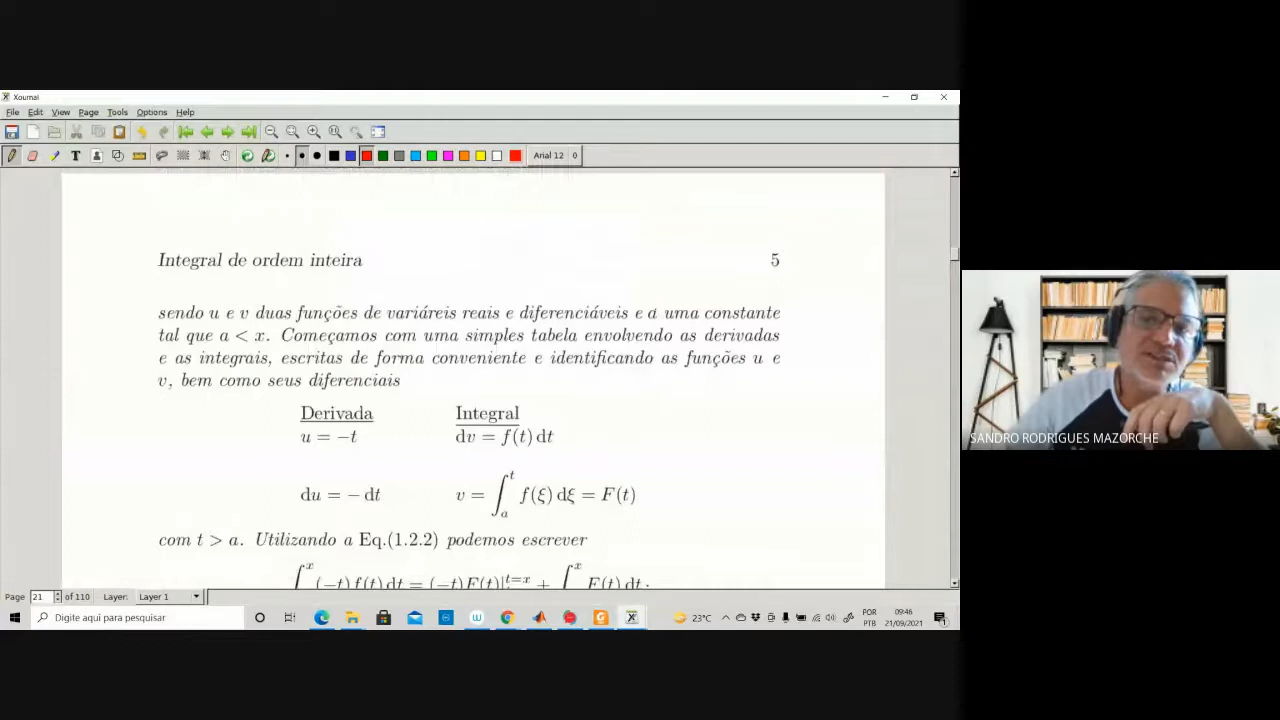 Xournal
File Edit View Page Tools Options Help
Arial 12 0
Integral de ordem inteira 5
sendo u e v duas funções de variáreis reais e diferenciáveis e a uma constante
tal que a < x. Começamos com uma simples tabela envolvendo as derivadas
e as integrais, escritas de forma conveniente e identificando as funções u e
v, bem como seus diferenciais
Derivada Integral
u = −t dv = f(t) dt
du = − dt v = ∫_a^t f(ξ) dξ = F(t)
com t > a. Utilizando a Eq.(1.2.2) podemos escrever
∫^x (−t) f(t) dt = (−t) F(t)|^{t=x} + ∫^x F(t) dt .
Page 21 of 110 Layer: Layer 1
Digite aqui para pesquisar
23°C
POR
PTB
09:46
21/09/2021
SANDRO RODRIGUES MAZORCHE